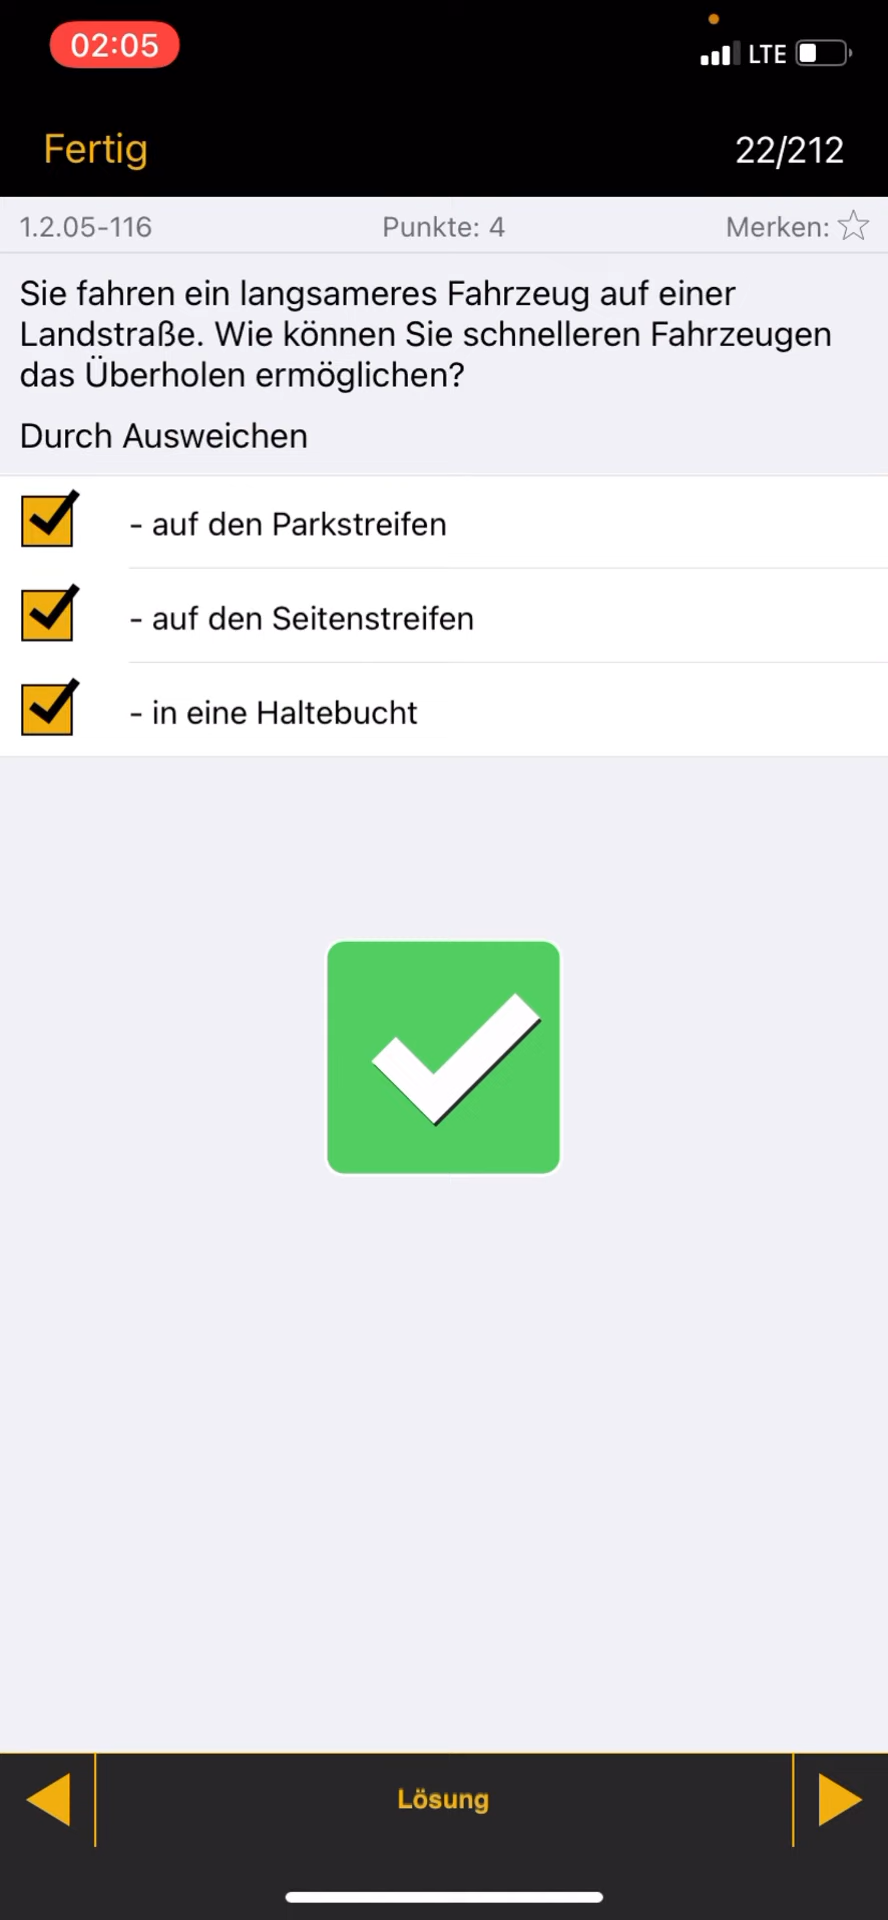 02:05
LTE
Fertig
22/212
1.2.05-116
Punkte: 4
Merken:
Sie fahren ein langsameres Fahrzeug auf einer
Landstraße. Wie können Sie schnelleren Fahrzeugen
das Überholen ermöglichen?
Durch Ausweichen
- auf den Parkstreifen
- auf den Seitenstreifen
- in eine Haltebucht
Lösung